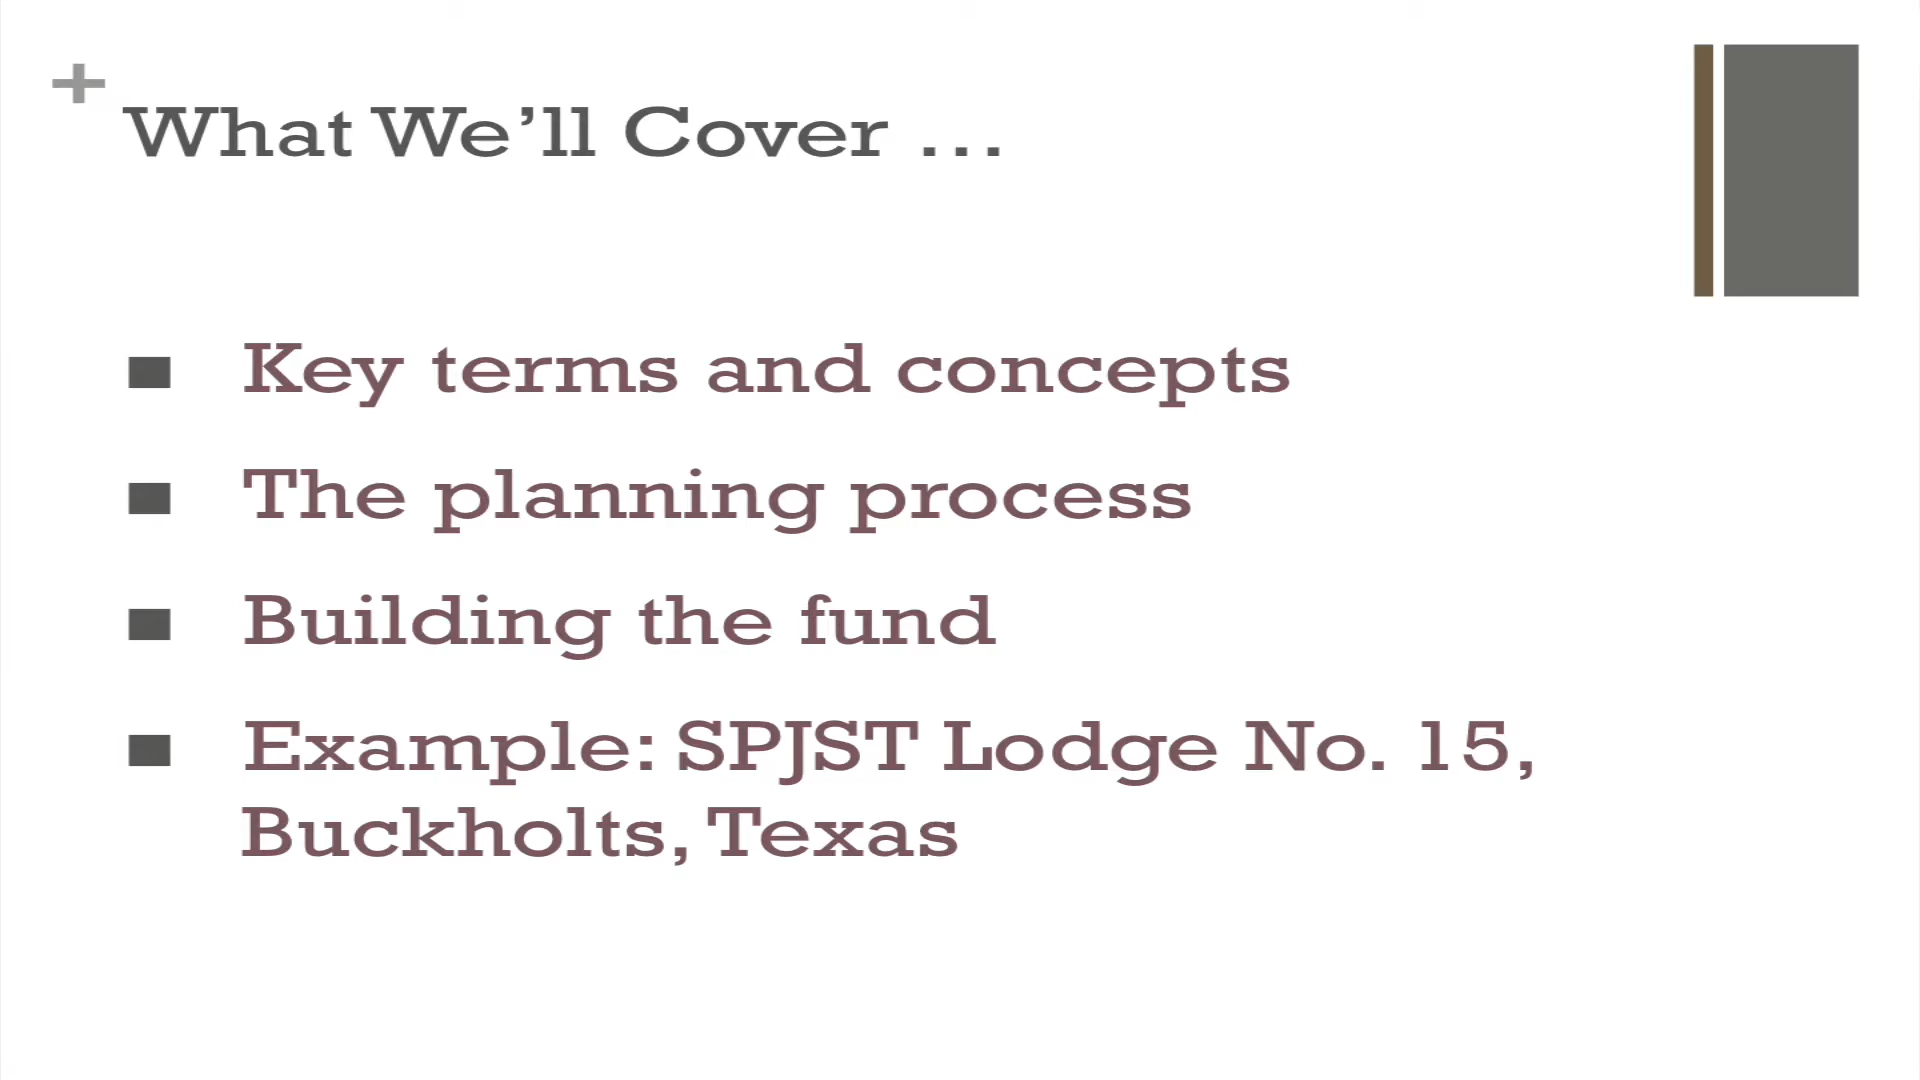 What We’ll Cover …
Key terms and concepts
The planning process
Building the fund
Example: SPJST Lodge No. 15,
Buckholts, Texas